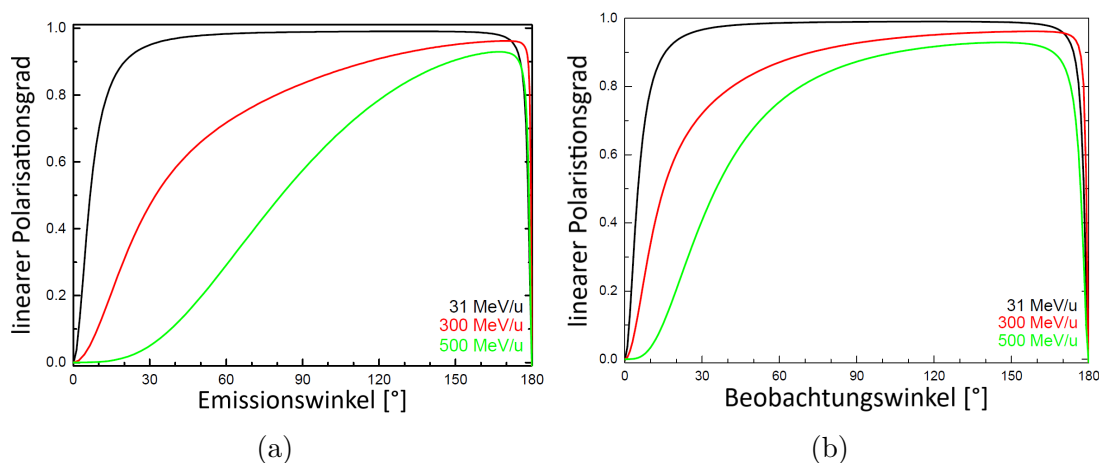 linearer Polarisationsgrad
1.0
0.8
0.6
0.4
0.2
0.0
31 MeV/u
300 MeV/u
500 MeV/u
0 30 60 90 120 150 180
Emissionswinkel [°]
(a)
linearer Polaristionsgrad
1.0
0.8
0.6
0.4
0.2
0.0
31 MeV/u
300 MeV/u
500 MeV/u
0 30 60 90 120 150 180
Beobachtungswinkel [°]
(b)